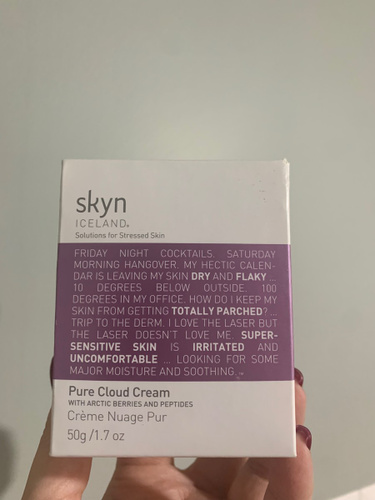 skyn
ICELAND®
Solutions for Stressed Skin
FRIDAY NIGHT COCKTAILS. SATURDAY
MORNING HANGOVER. MY HECTIC CALEN-
DAR IS LEAVING MY SKIN DRY AND FLAKY ...
10 DEGREES BELOW OUTSIDE. 100
DEGREES IN MY OFFICE. HOW DO I KEEP MY
SKIN FROM GETTING TOTALLY PARCHED? ...
TRIP TO THE DERM. I LOVE THE LASER BUT
THE LASER DOESN'T LOVE ME. SUPER-
SENSITIVE SKIN IS IRRITATED AND
UNCOMFORTABLE ... LOOKING FOR SOME
MAJOR MOISTURE AND SOOTHING.™
Pure Cloud Cream
WITH ARCTIC BERRIES AND PEPTIDES
Crème Nuage Pur
50g/1.7 oz